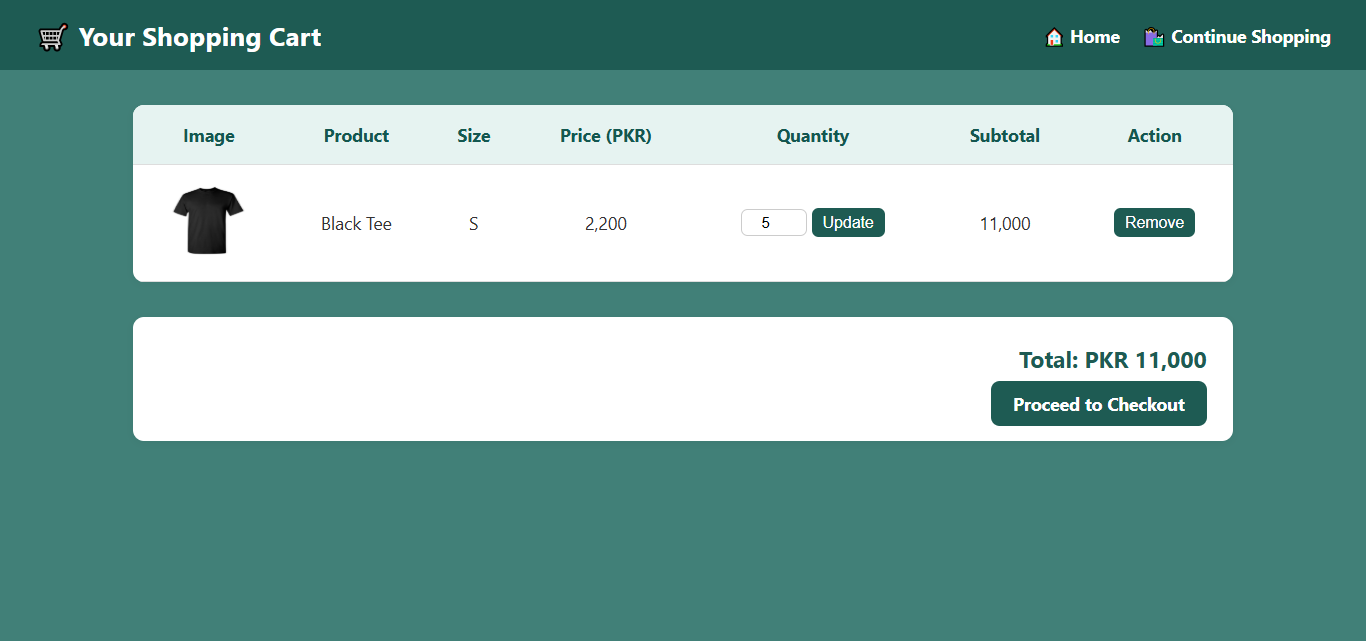 Your Shopping Cart
Home Continue Shopping
Image Product Size Price (PKR) Quantity Subtotal Action
Black Tee S 2,200 5 Update 11,000 Remove
Total: PKR 11,000
Proceed to Checkout